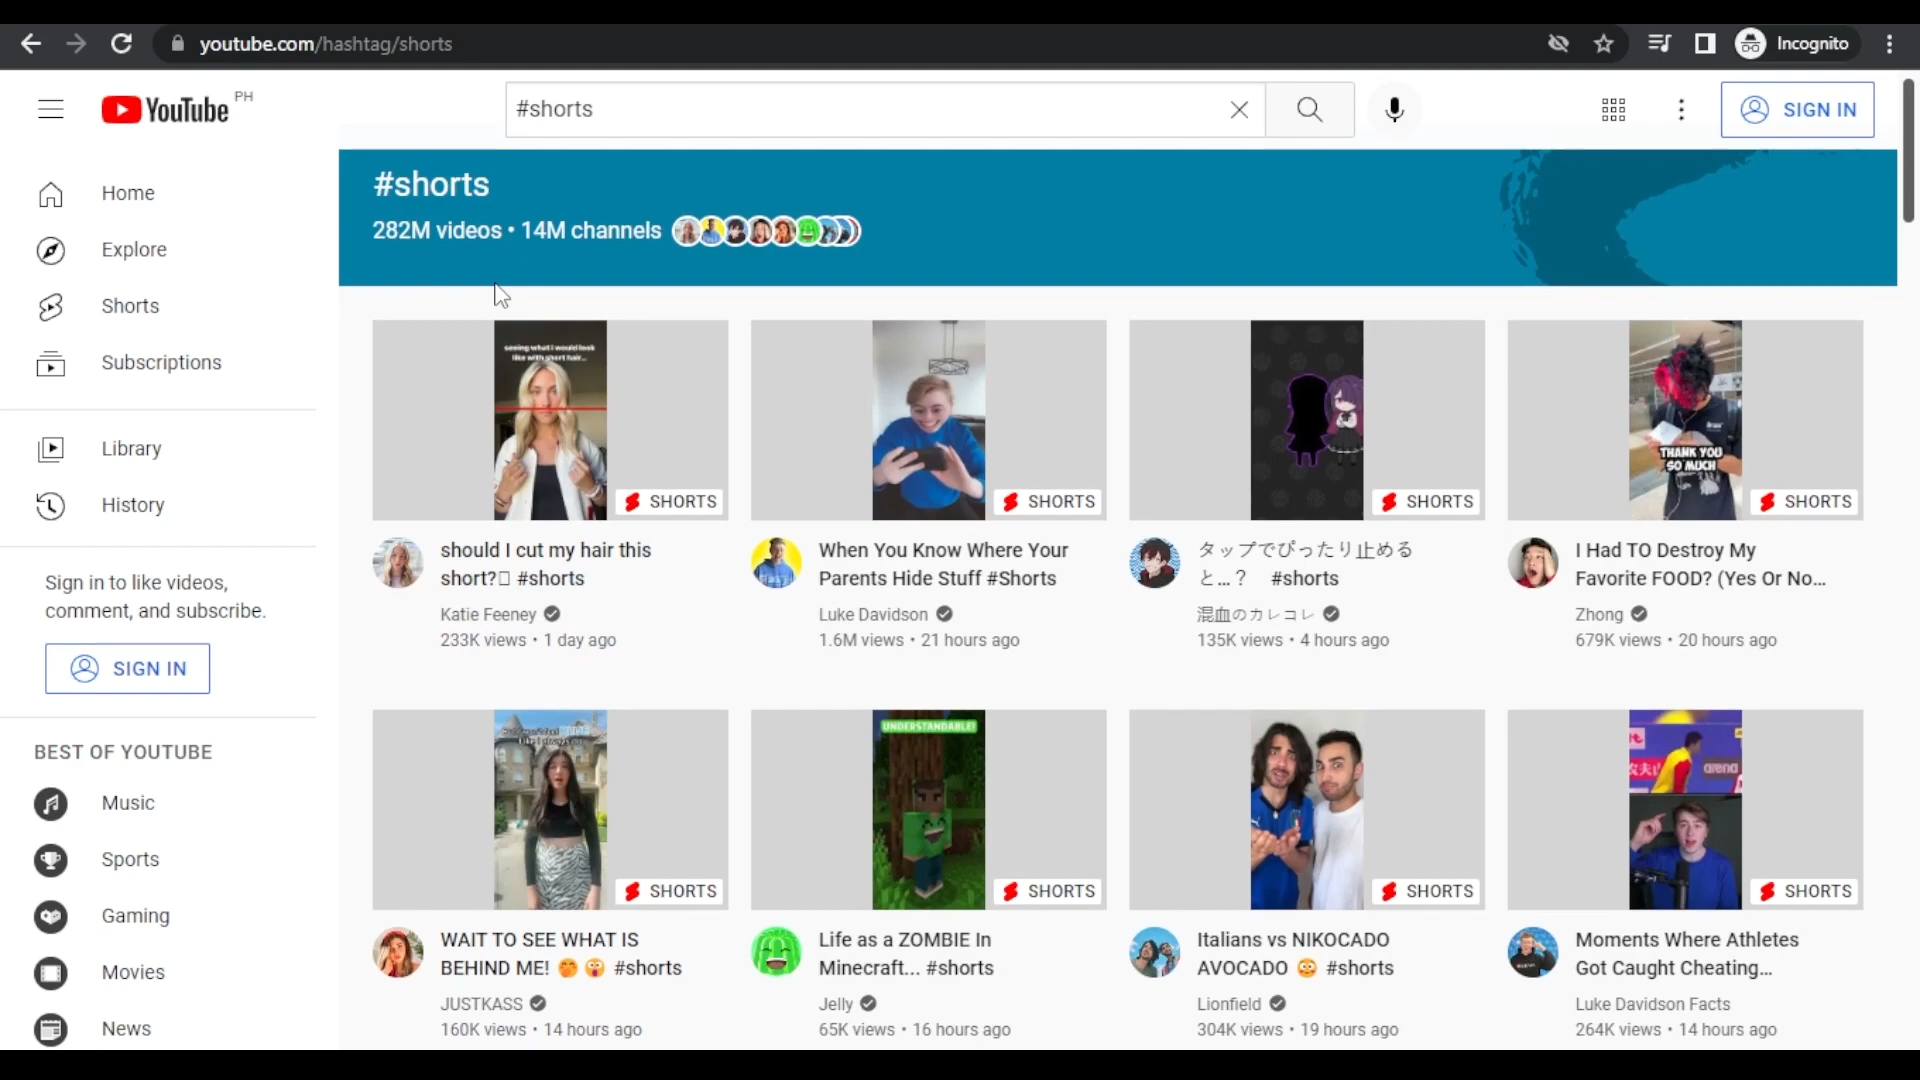 youtube.com/hashtag/shorts
Incognito
YouTube PH
#shorts
SIGN IN
Home
Explore
Shorts
Subscriptions
Library
History
Sign in to like videos,
comment, and subscribe.
SIGN IN
BEST OF YOUTUBE
Music
Sports
Gaming
Movies
News
#shorts
282M videos • 14M channels
seeing what I would look
like with short hair...
SHORTS
should I cut my hair this
short? #shorts
Katie Feeney
233K views • 1 day ago
SHORTS
When You Know Where Your
Parents Hide Stuff #Shorts
Luke Davidson
1.6M views • 21 hours ago
SHORTS
タップでぴったり止める
と…？ #shorts
混血のカレコレ
135K views • 4 hours ago
THANK YOU
SO MUCH
SHORTS
I Had TO Destroy My
Favorite FOOD? (Yes Or No...
Zhong
679K views • 20 hours ago
SHORTS
WAIT TO SEE WHAT IS
BEHIND ME! 🤭 😲 #shorts
JUSTKASS
160K views • 14 hours ago
UNDERSTANDABLE!
SHORTS
Life as a ZOMBIE In
Minecraft... #shorts
Jelly
65K views • 16 hours ago
SHORTS
Italians vs NIKOCADO
AVOCADO 😳 #shorts
Lionfield
304K views • 19 hours ago
arena
SHORTS
Moments Where Athletes
Got Caught Cheating...
Luke Davidson Facts
264K views • 14 hours ago